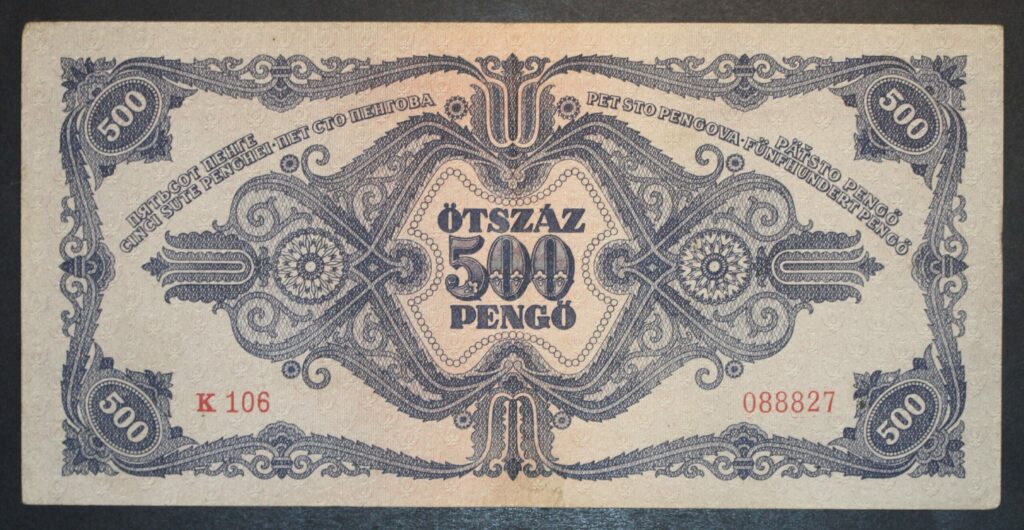 500
500
ПЯТЬСОТ ПЕНГЕ
CINCI SUTE PENGHEI · ПЕТ СТО ПЕНГОВА
PET STO PENGOVA · FÜNFHUNDERT PENGŐ
PÄŤSTO PENGŐ
ÖTSZÁZ
500
PENGŐ
K 106
088827
500
500